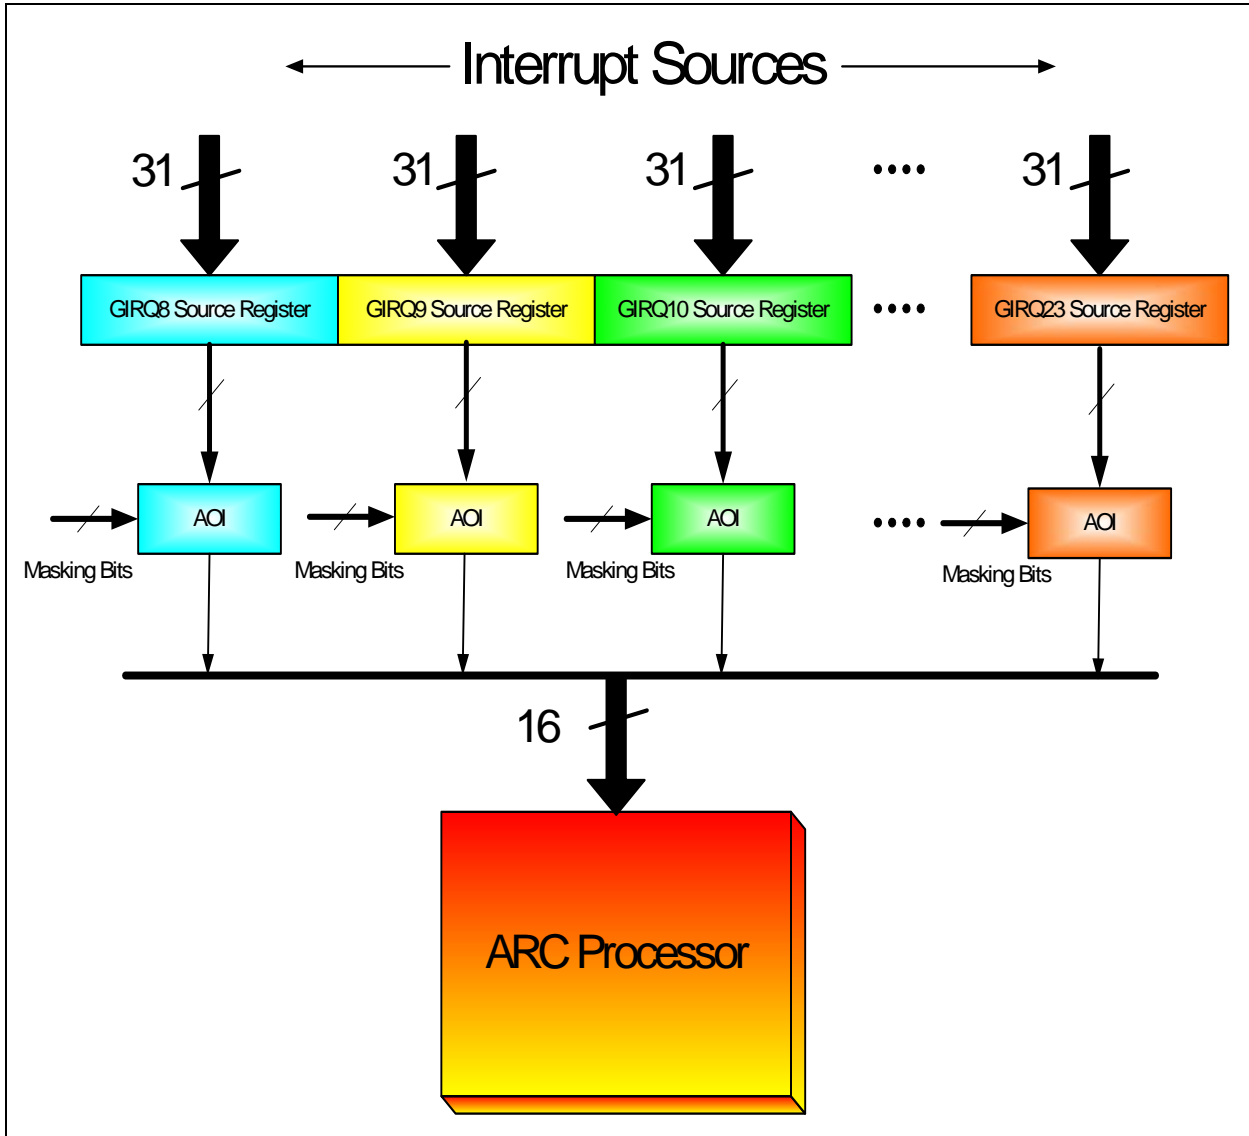 Interrupt Sources
31
31
31
....
31
GIRQ8 Source Register
GIRQ9 Source Register
GIRQ10 Source Register
....
GIRQ23 Source Register
AOI
AOI
AOI
....
AOI
Masking Bits
Masking Bits
Masking Bits
Masking Bits
16
ARC Processor